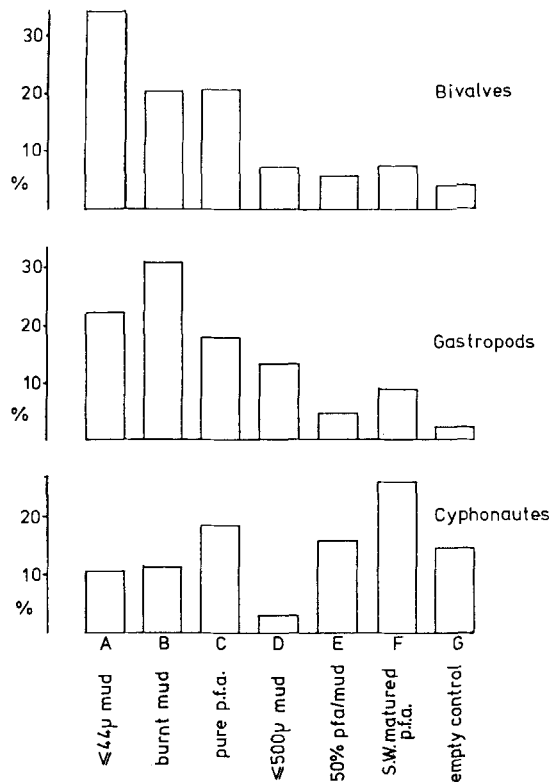 30
20
10
%
Bivalves
30
20
10
%
Gastropods
20
10
%
Cyphonautes
A B C D E F G
≤44µ mud
burnt mud
pure p.f.a.
≤500µ mud
50% pfa/mud
S.W. matured
p.f.a.
empty control